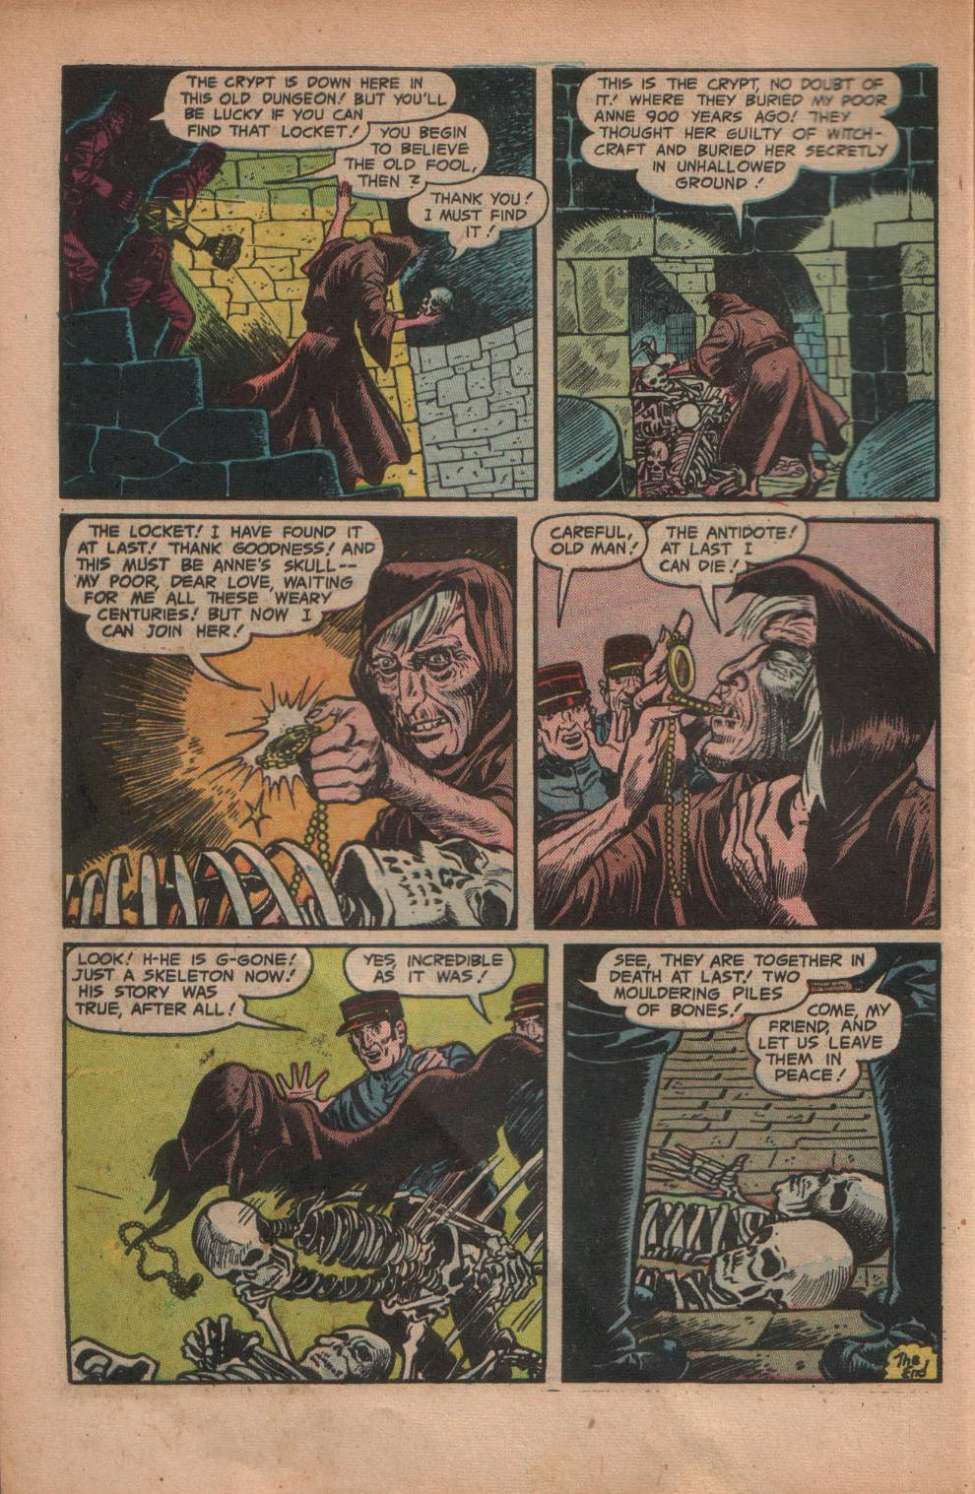 THE CRYPT IS DOWN HERE IN
THIS OLD DUNGEON! BUT YOU'LL
BE LUCKY IF YOU CAN
FIND THAT LOCKET!
YOU BEGIN
TO BELIEVE
THE OLD FOOL,
THEN?
THANK YOU!
I MUST FIND
IT!
THIS IS THE CRYPT, NO DOUBT OF
IT! WHERE THEY BURIED MY POOR
ANNE 900 YEARS AGO! THEY
THOUGHT HER GUILTY OF WITCH-
CRAFT AND BURIED HER SECRETLY
IN UNHALLOWED
GROUND!
THE LOCKET! I HAVE FOUND IT
AT LAST! THANK GOODNESS! AND
THIS MUST BE ANNE'S SKULL--
MY POOR, DEAR LOVE, WAITING
FOR ME ALL THESE WEARY
CENTURIES! BUT NOW I
CAN JOIN HER!
CAREFUL,
OLD MAN!
THE ANTIDOTE!
AT LAST I
CAN DIE!
LOOK! H-HE IS G-GONE!
JUST A SKELETON NOW!
HIS STORY WAS
TRUE, AFTER ALL!
YES, INCREDIBLE
AS IT WAS!
SEE, THEY ARE TOGETHER IN
DEATH AT LAST! TWO
MOULDERING PILES
OF BONES!
COME, MY
FRIEND, AND
LET US LEAVE
THEM IN
PEACE!
The
End